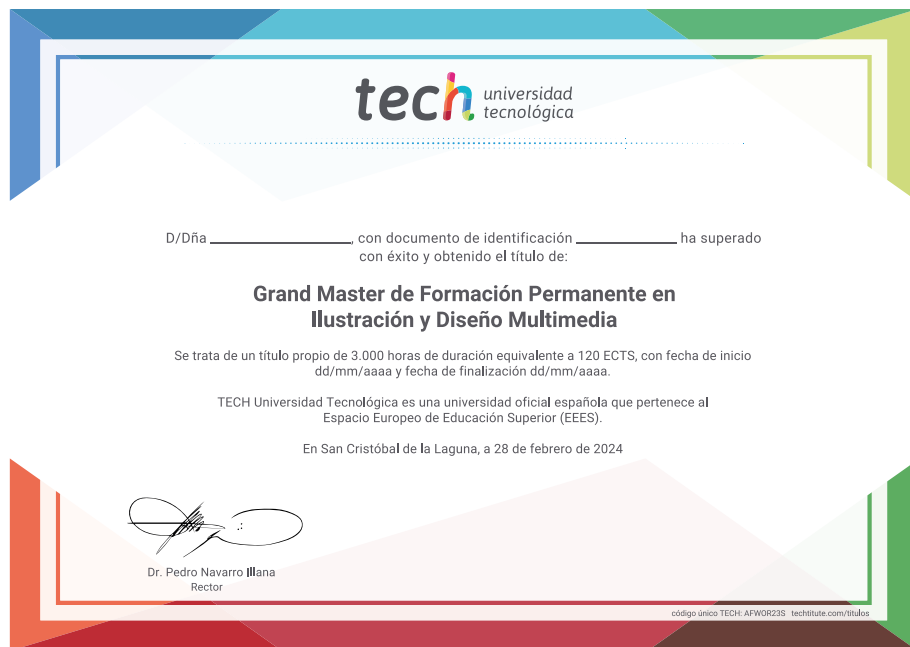 tech universidad
tecnológica
D/Dña ____________, con documento de identificación ____________ ha superado
con éxito y obtenido el título de:
Grand Master de Formación Permanente en
Ilustración y Diseño Multimedia
Se trata de un título propio de 3.000 horas de duración equivalente a 120 ECTS, con fecha de inicio
dd/mm/aaaa y fecha de finalización dd/mm/aaaa.
TECH Universidad Tecnológica es una universidad oficial española que pertenece al
Espacio Europeo de Educación Superior (EEES).
En San Cristóbal de la Laguna, a 28 de febrero de 2024
Dr. Pedro Navarro Illana
Rector
código único TECH: AFWOR23S techtitute.com/titulos